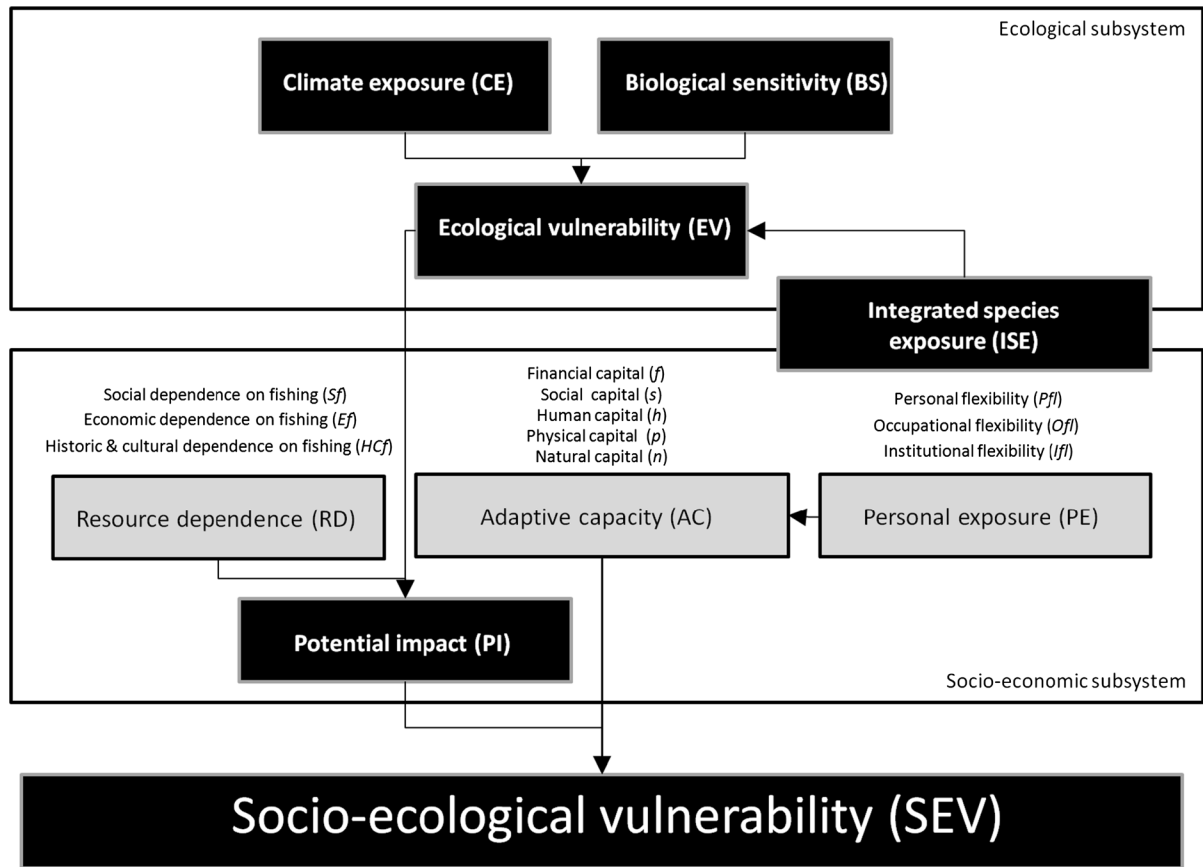 Ecological subsystem
Climate exposure (CE)
Biological sensitivity (BS)
Ecological vulnerability (EV)
Integrated species
exposure (ISE)
Social dependence on fishing (Sf)
Economic dependence on fishing (Ef)
Historic & cultural dependence on fishing (HCf)
Financial capital (f)
Social capital (s)
Human capital (h)
Physical capital (p)
Natural capital (n)
Personal flexibility (Pfl)
Occupational flexibility (Ofl)
Institutional flexibility (Ifl)
Resource dependence (RD)
Adaptive capacity (AC)
Personal exposure (PE)
Potential impact (PI)
Socio-economic subsystem
Socio-ecological vulnerability (SEV)